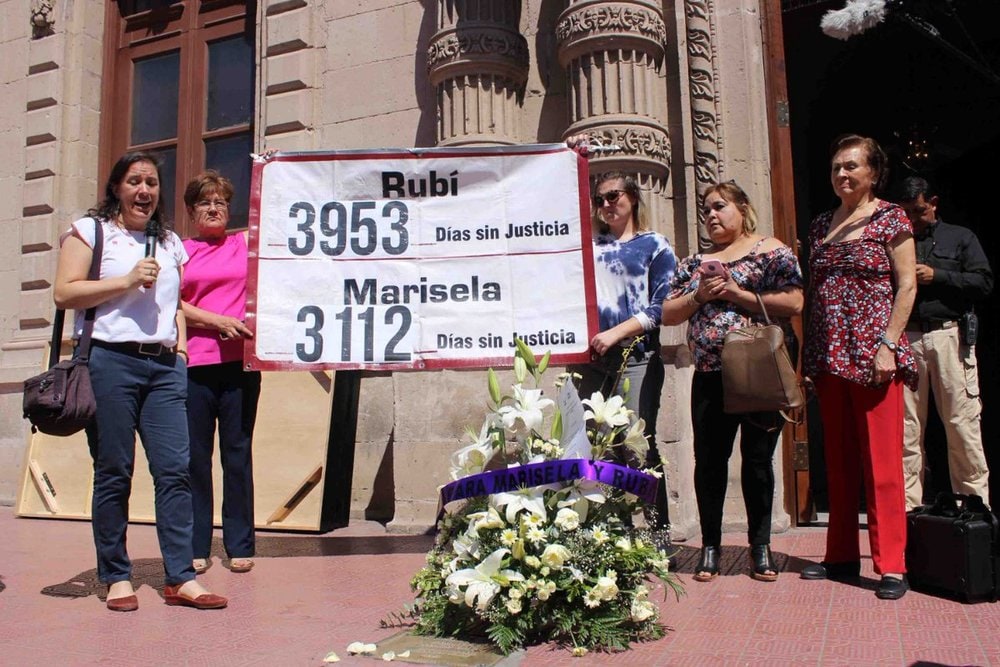 Rubí
3953 Días sin Justicia
Marisela
3112 Días sin Justicia
PARA MARISELA Y RUBÍ